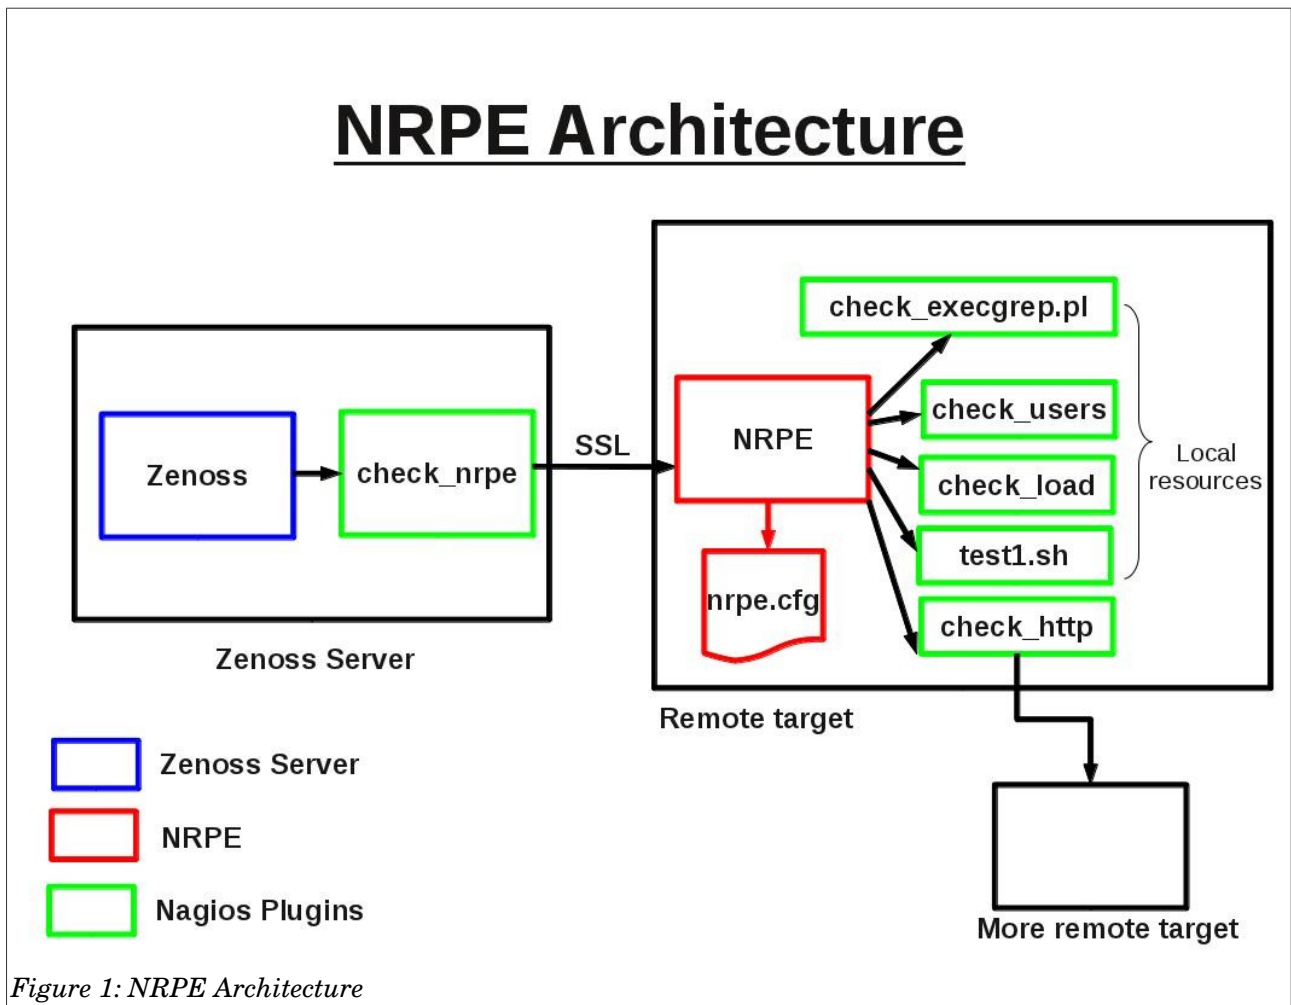 NRPE Architecture
check_execgrep.pl
check_users
NRPE
SSL
Zenoss
check_nrpe
Local
resources
check_load
test1.sh
nrpe.cfg
check_http
Zenoss Server
Remote target
Zenoss Server
NRPE
Nagios Plugins
More remote target
Figure 1: NRPE Architecture